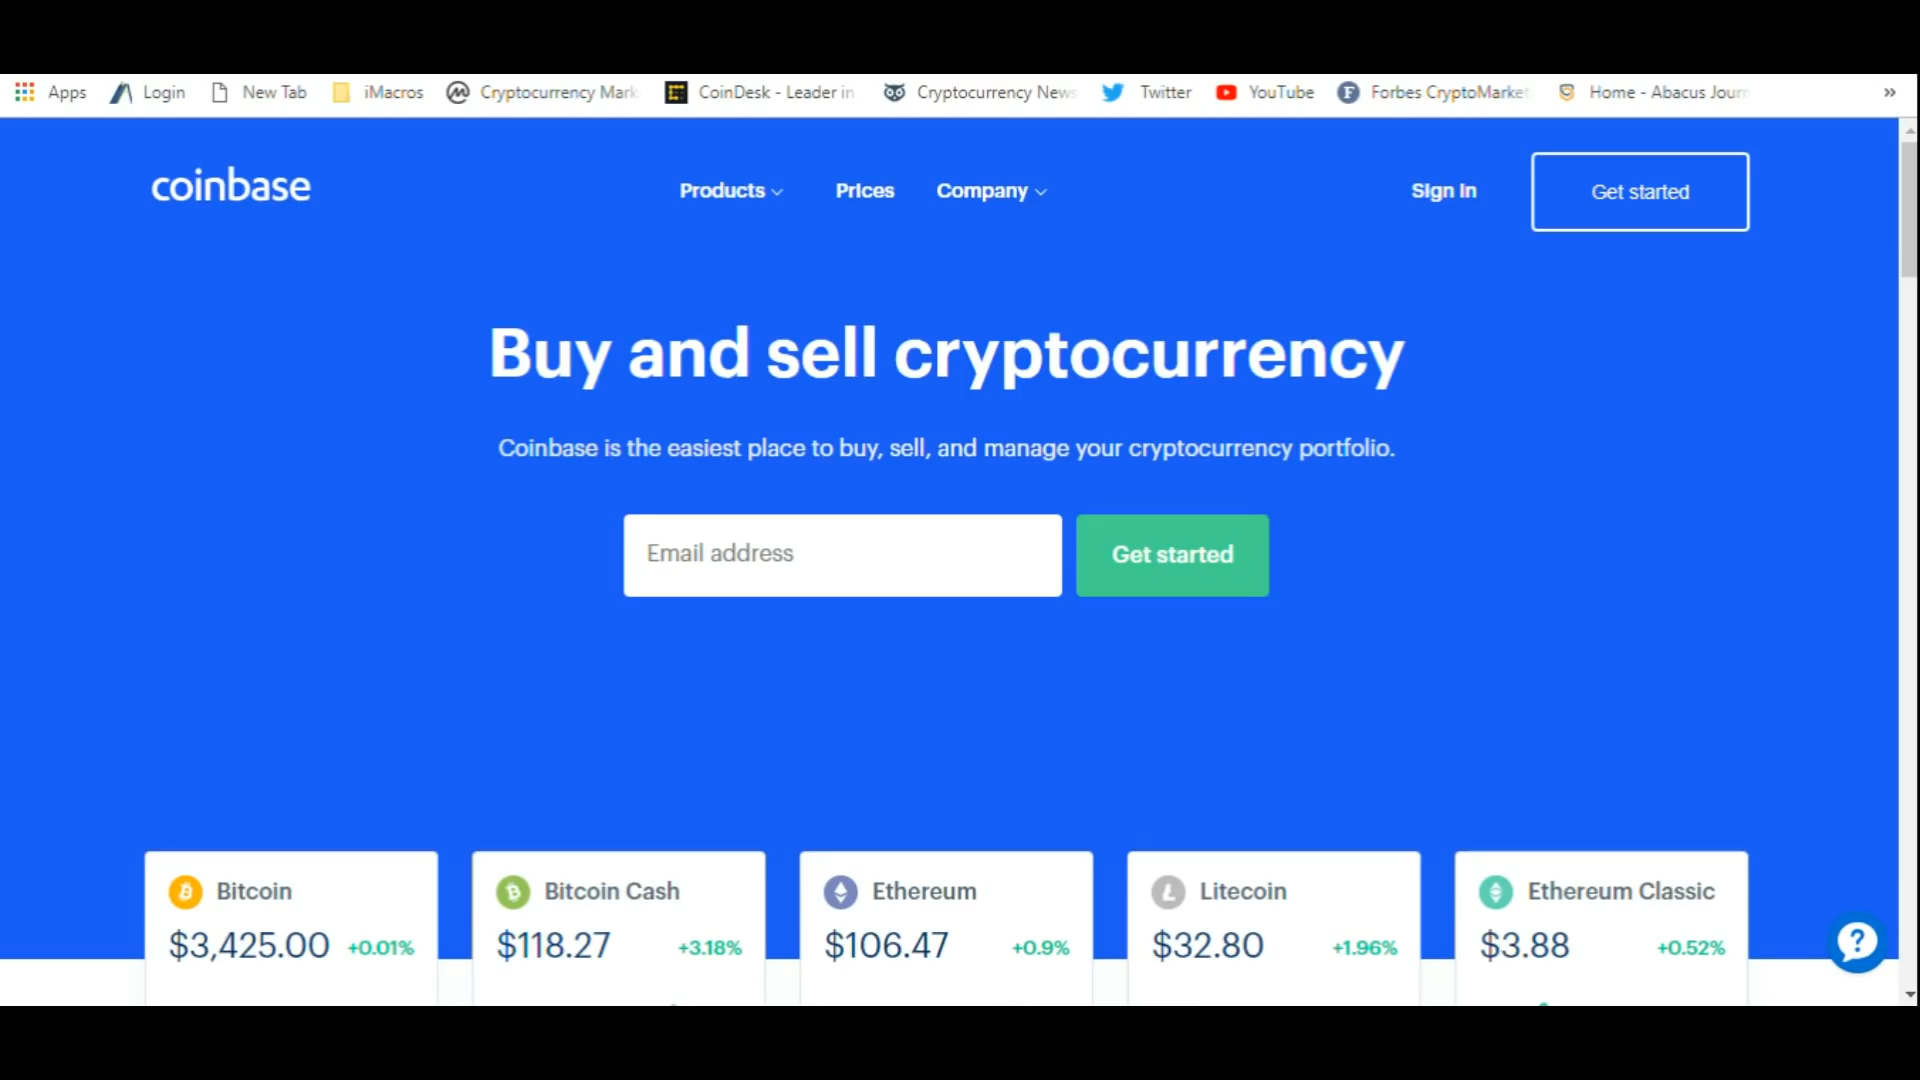 Apps Login New Tab iMacros Cryptocurrency Mark CoinDesk - Leader in Cryptocurrency News Twitter YouTube Forbes CryptoMarket Home - Abacus Journ »
coinbase Products Prices Company Sign In Get started
Buy and sell cryptocurrency
Coinbase is the easiest place to buy, sell, and manage your cryptocurrency portfolio.
Email address Get started
Bitcoin Bitcoin Cash Ethereum Litecoin Ethereum Classic
$3,425.00 +0.01% $118.27 +3.18% $106.47 +0.9% $32.80 +1.96% $3.88 +0.52%
?